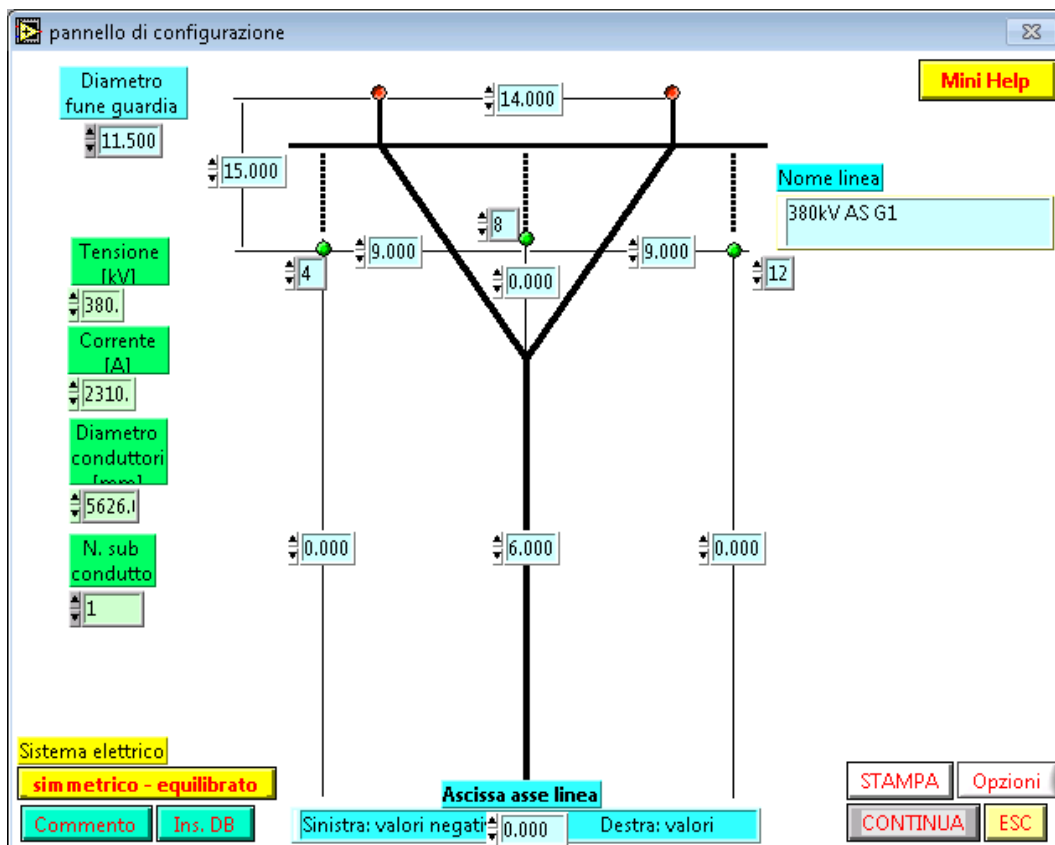 pannello di configurazione
Diametro
fune guardia
11.500
14.000
Mini Help
15.000
Nome linea
380kV AS G1
8
9.000
9.000
4
0.000
12
Tensione
[kV]
380.
Corrente
[A]
2310.
Diametro
conduttori
[mm]
5626.
N. sub
condutto
1
0.000
6.000
0.000
Sistema elettrico
simmetrico - equilibrato
Commento
Ins. DB
Ascissa asse linea
Sinistra: valori negati
0.000
Destra: valori
STAMPA
Opzioni
CONTINUA
ESC